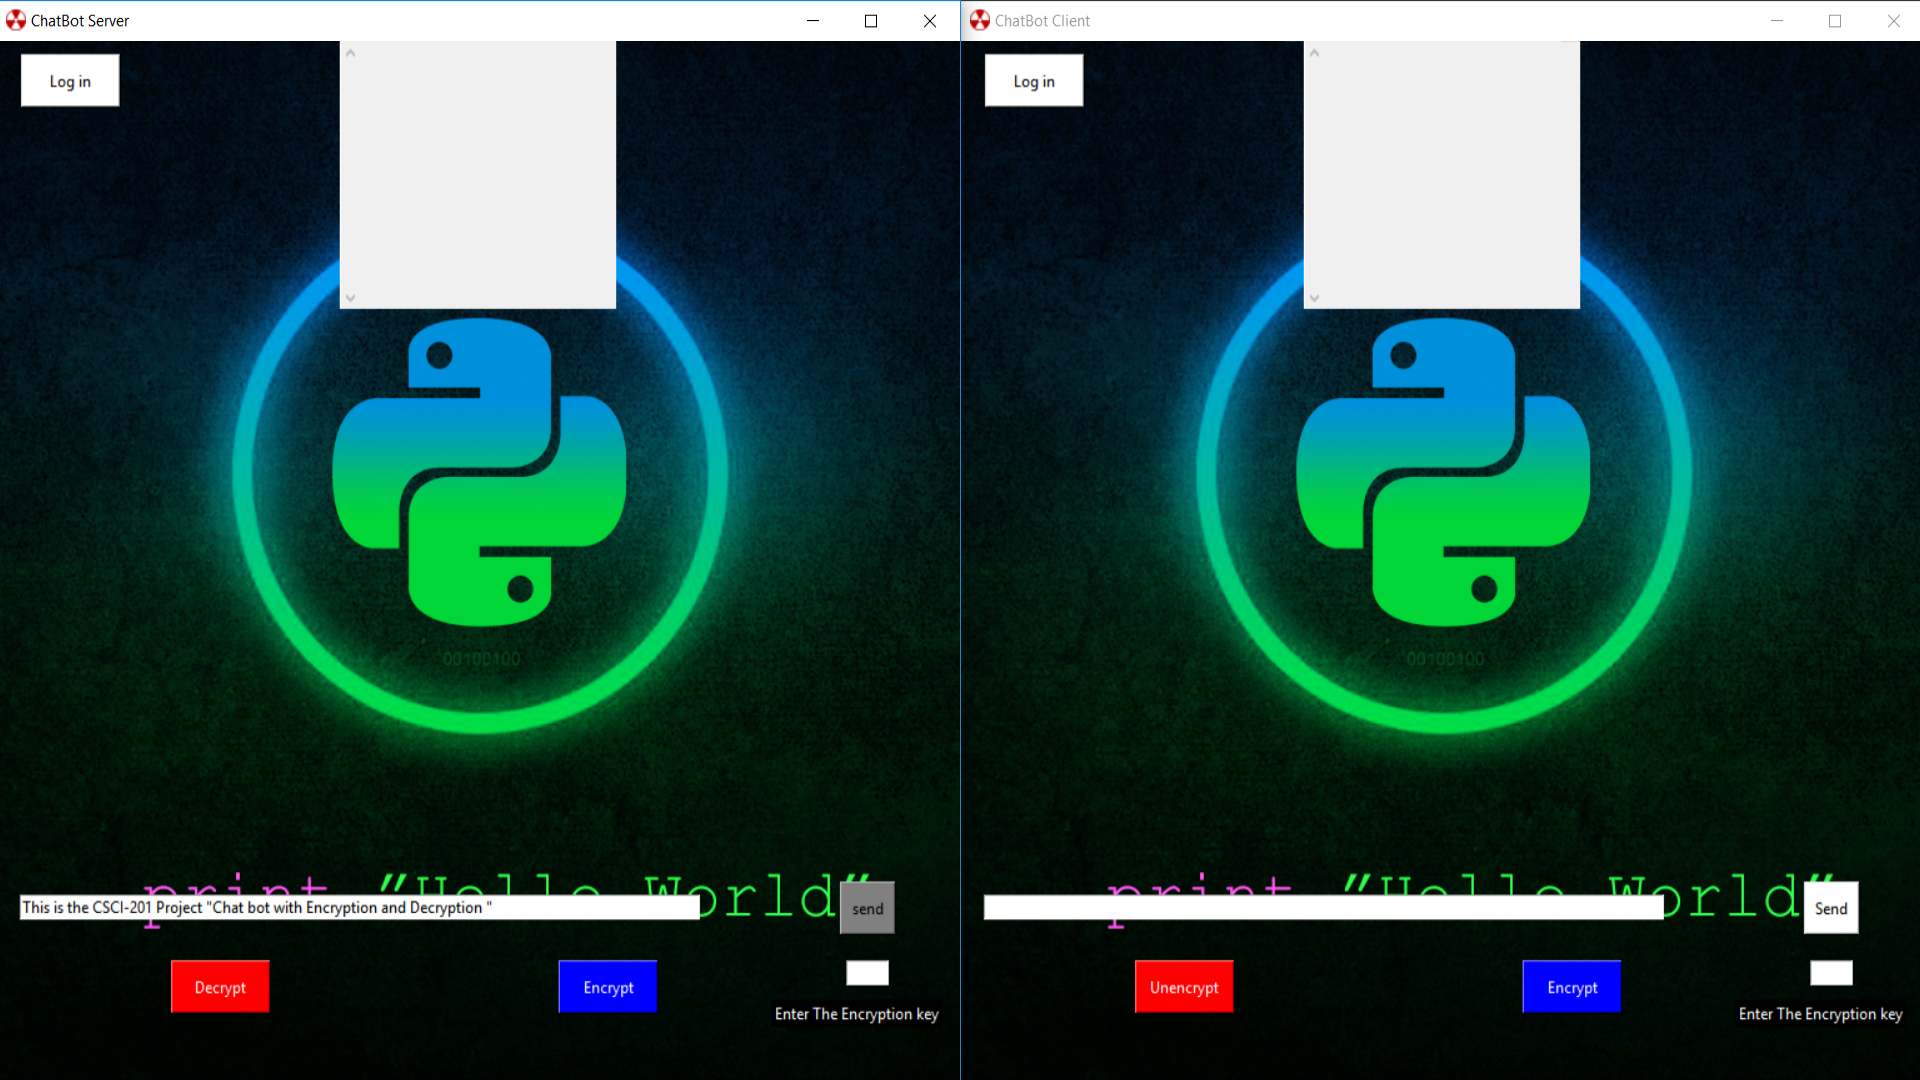 ChatBot Server
Log in
00100100
print "Hello World"
This is the CSCI-201 Project "Chat bot with Encryption and Decryption "
send
Decrypt
Encrypt
Enter The Encryption key
ChatBot Client
Log in
00100100
print "Hello World"
Send
Unencrypt
Encrypt
Enter The Encryption key